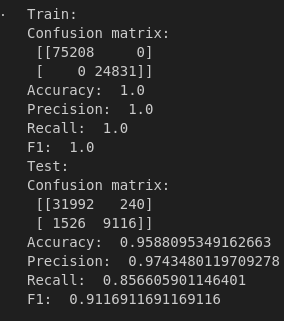 Train:
Confusion matrix:
[[75208     0]
[    0 24831]]
Accuracy:  1.0
Precision:  1.0
Recall:  1.0
F1:  1.0
Test:
Confusion matrix:
[[31992   240]
[ 1526  9116]]
Accuracy:  0.9588095349162663
Precision:  0.9743480119709278
Recall:  0.856605901146401
F1:  0.9116911691169116